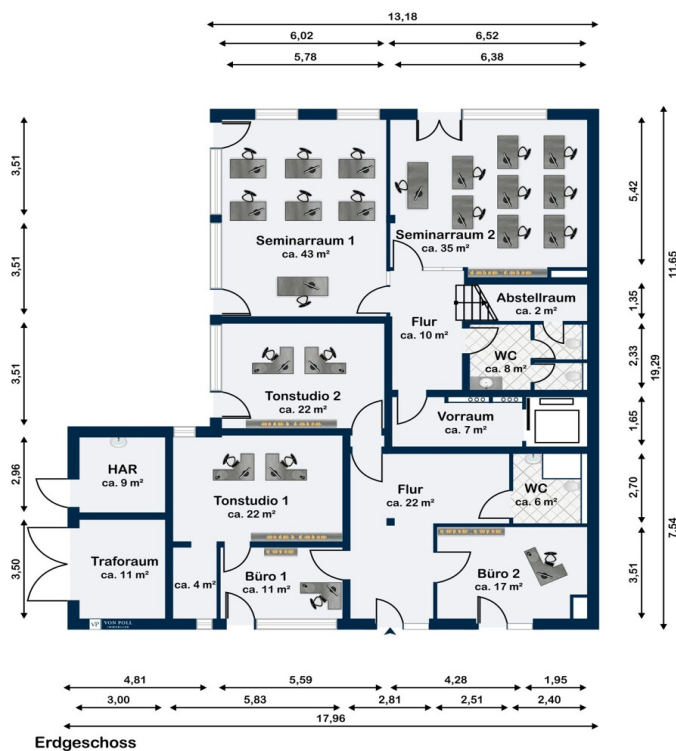 13,18
6,02
6,52
5,78
6,38
3,51
3,51
3,51
2,96
3,50
5,42
1,35
2,33
1,65
2,70
3,51
11,65
19,29
7,54
Seminarraum 1
ca. 43 m²
Seminarraum 2
ca. 35 m²
Abstellraum
ca. 2 m²
Flur
ca. 10 m²
WC
ca. 8 m²
Tonstudio 2
ca. 22 m²
Vorraum
ca. 7 m²
HAR
ca. 9 m²
Tonstudio 1
ca. 22 m²
Flur
ca. 22 m²
WC
ca. 6 m²
Traforaum
ca. 11 m²
ca. 4 m²
Büro 1
ca. 11 m²
Büro 2
ca. 17 m²
VP VON POLL
IMMOBILIEN
4,81
5,59
4,28
1,95
3,00
5,83
2,81
2,51
2,40
17,96
Erdgeschoss